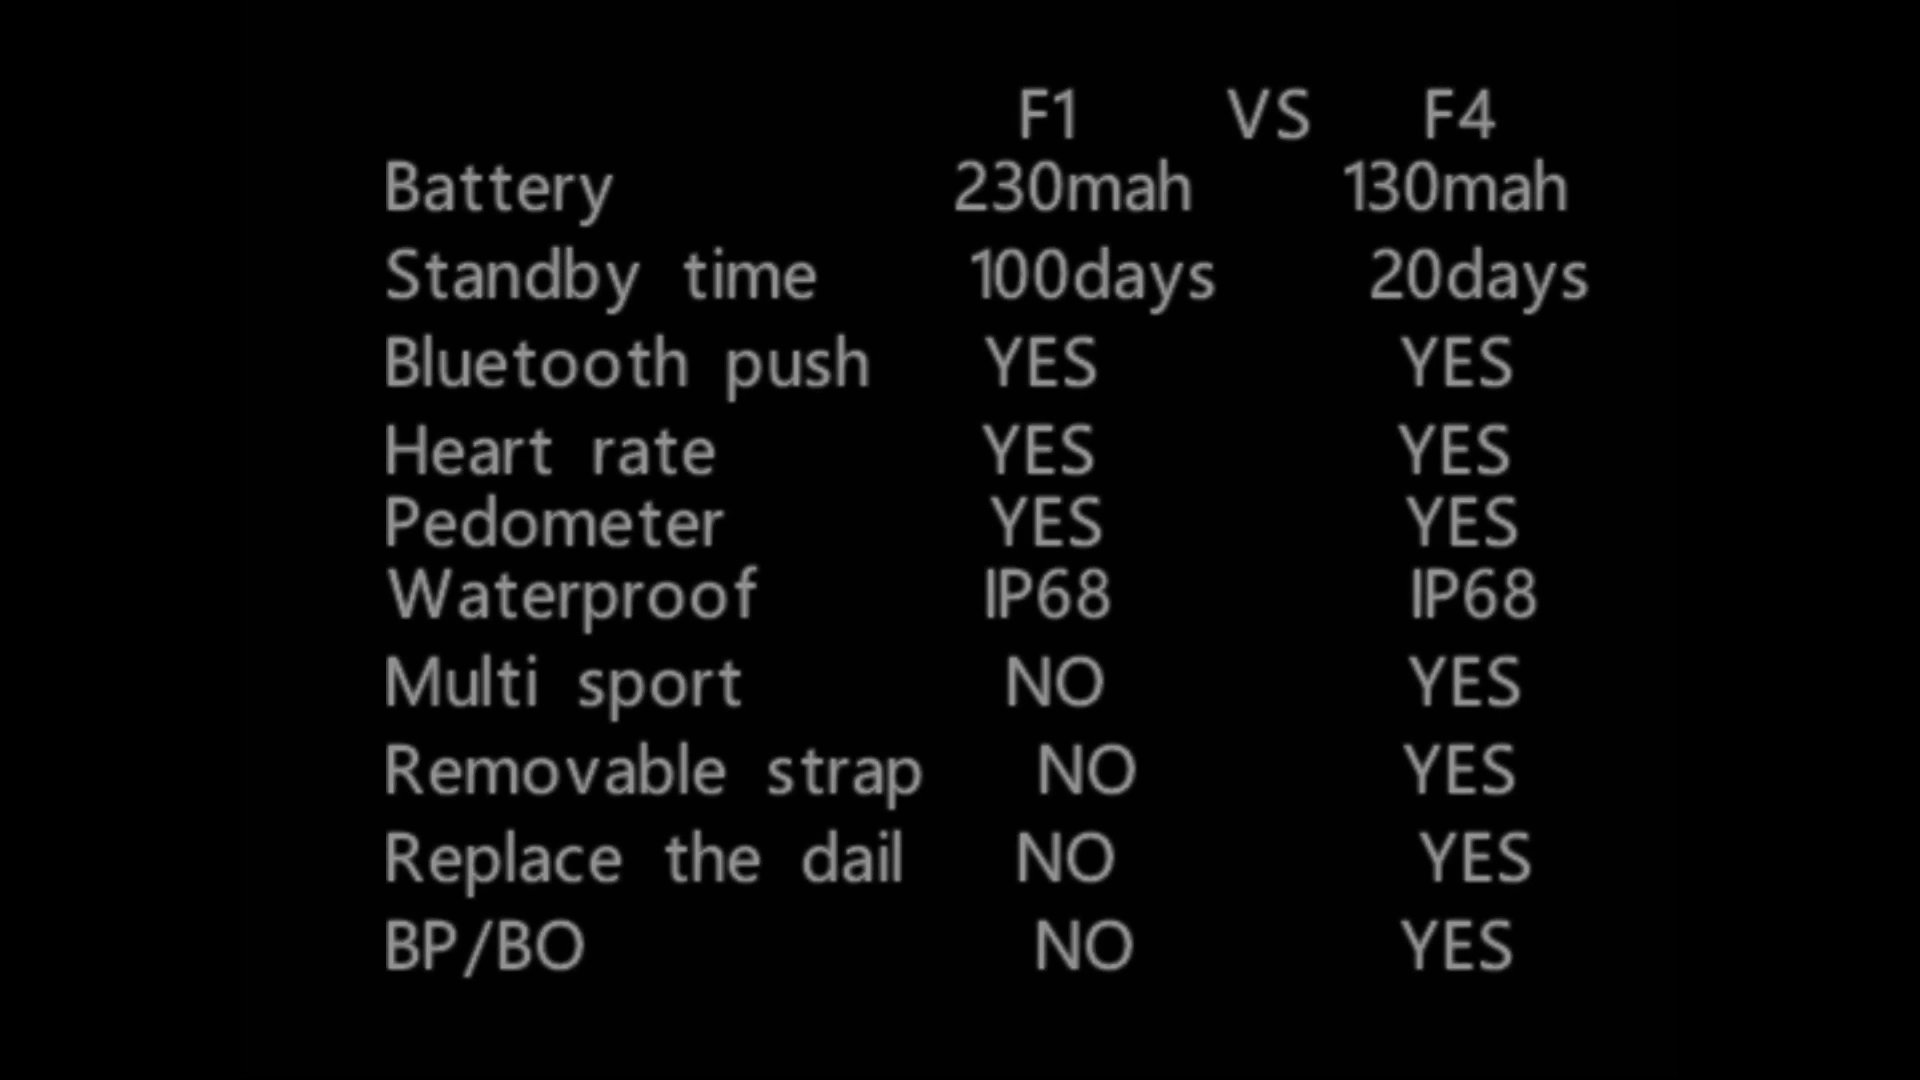 F1 VS F4
Battery 230mah 130mah
Standby time 100days 20days
Bluetooth push YES YES
Heart rate YES YES
Pedometer YES YES
Waterproof IP68 IP68
Multi sport NO YES
Removable strap NO YES
Replace the dail NO YES
BP/BO NO YES